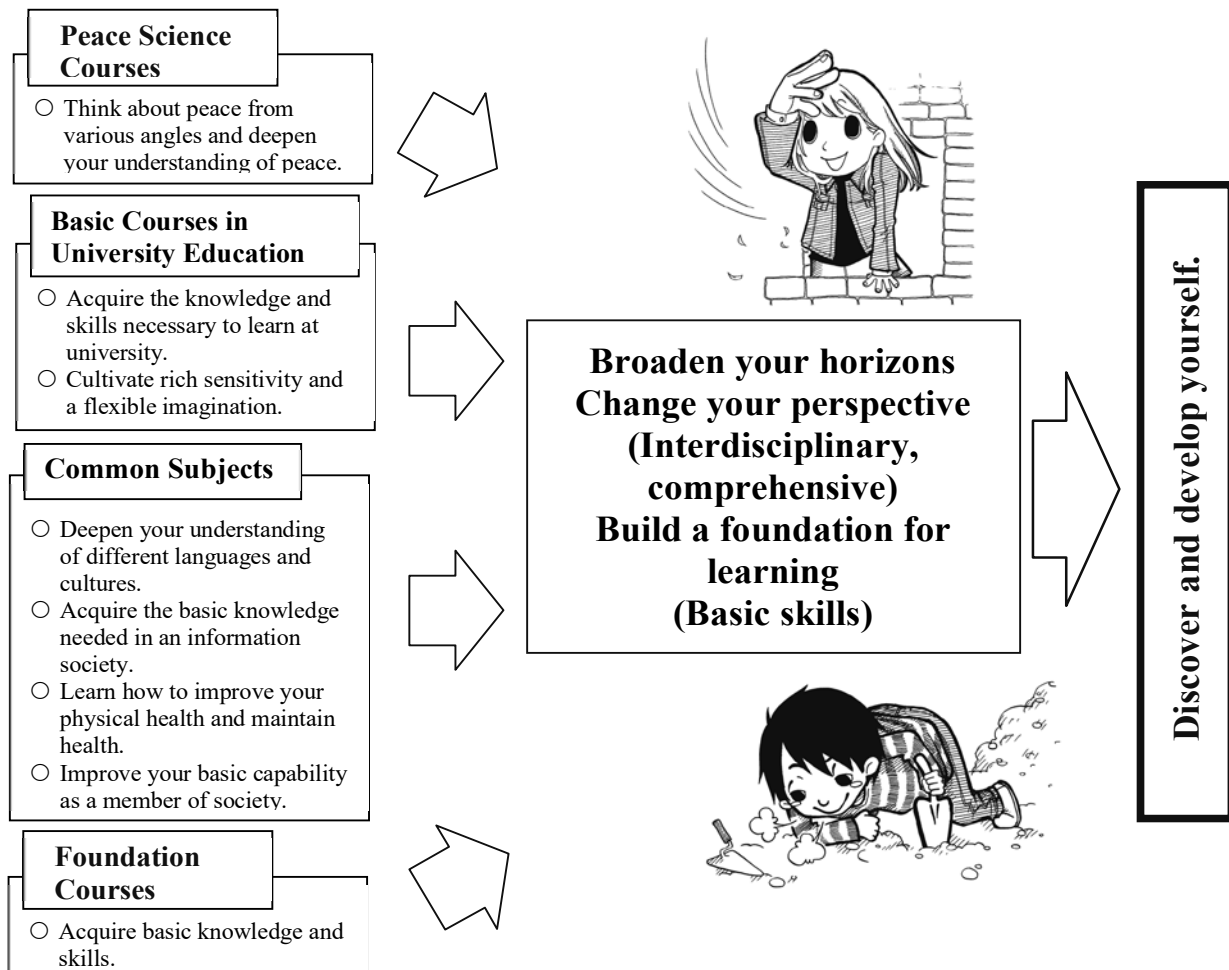 Peace Science
Courses
○ Think about peace from
various angles and deepen
your understanding of peace.
Basic Courses in
University Education
○ Acquire the knowledge and
skills necessary to learn at
university.
○ Cultivate rich sensitivity and
a flexible imagination.
Common Subjects
○ Deepen your understanding
of different languages and
cultures.
○ Acquire the basic knowledge
needed in an information
society.
○ Learn how to improve your
physical health and maintain
health.
○ Improve your basic capability
as a member of society.
Foundation
Courses
○ Acquire basic knowledge and
skills.
Broaden your horizons
Change your perspective
(Interdisciplinary,
comprehensive)
Build a foundation for
learning
(Basic skills)
Discover and develop yourself.